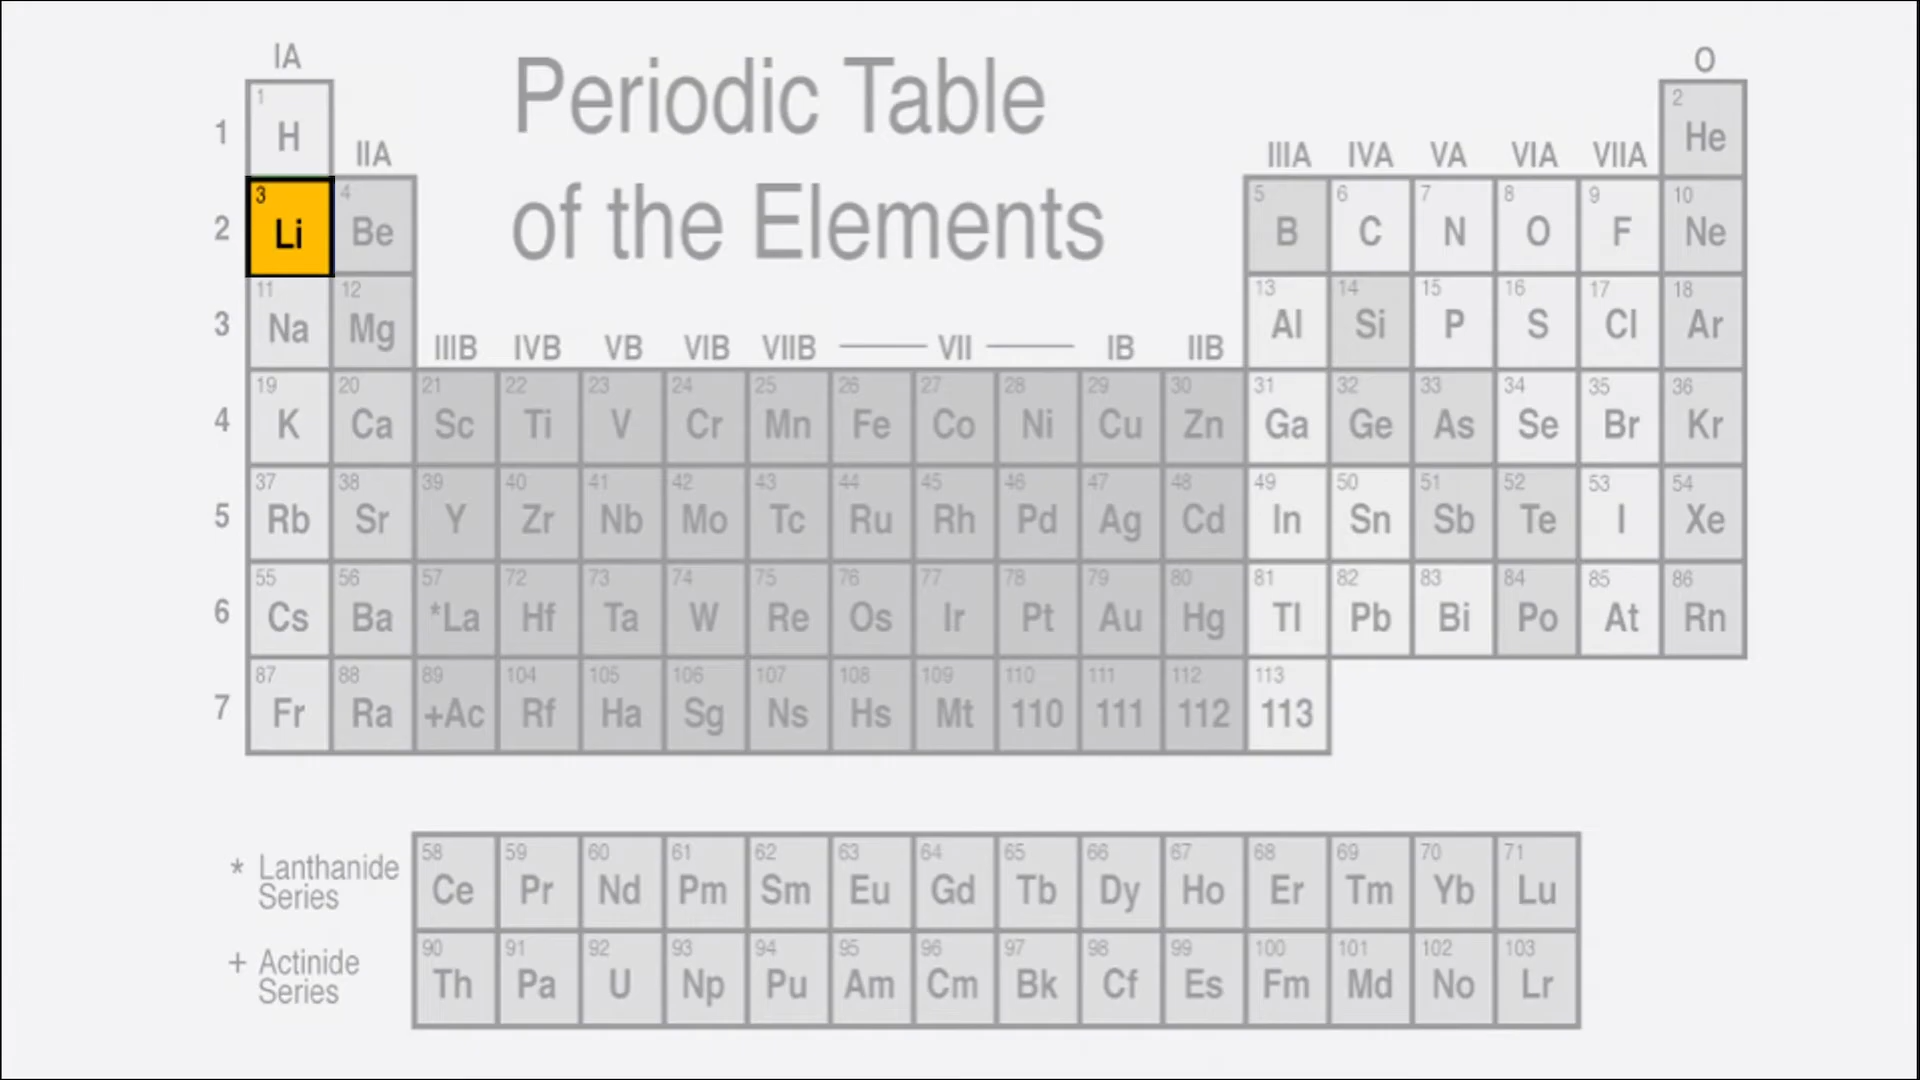 IA
O
Periodic Table
1
1 H
2 He
IIA
IIIA IVA VA VIA VIIA
2
3 Li
4 Be
of the Elements
5 B
6 C
7 N
8 O
9 F
10 Ne
3
11 Na
12 Mg
IIIB IVB VB VIB VIIB VII IB IIB
13 Al
14 Si
15 P
16 S
17 Cl
18 Ar
4
19 K
20 Ca
21 Sc
22 Ti
23 V
24 Cr
25 Mn
26 Fe
27 Co
28 Ni
29 Cu
30 Zn
31 Ga
32 Ge
33 As
34 Se
35 Br
36 Kr
5
37 Rb
38 Sr
39 Y
40 Zr
41 Nb
42 Mo
43 Tc
44 Ru
45 Rh
46 Pd
47 Ag
48 Cd
49 In
50 Sn
51 Sb
52 Te
53 I
54 Xe
6
55 Cs
56 Ba
57 *La
72 Hf
73 Ta
74 W
75 Re
76 Os
77 Ir
78 Pt
79 Au
80 Hg
81 Tl
82 Pb
83 Bi
84 Po
85 At
86 Rn
7
87 Fr
88 Ra
89 +Ac
104 Rf
105 Ha
106 Sg
107 Ns
108 Hs
109 Mt
110 110
111 111
112 112
113 113
* Lanthanide
Series
58 Ce
59 Pr
60 Nd
61 Pm
62 Sm
63 Eu
64 Gd
65 Tb
66 Dy
67 Ho
68 Er
69 Tm
70 Yb
71 Lu
+ Actinide
Series
90 Th
91 Pa
92 U
93 Np
94 Pu
95 Am
96 Cm
97 Bk
98 Cf
99 Es
100 Fm
101 Md
102 No
103 Lr